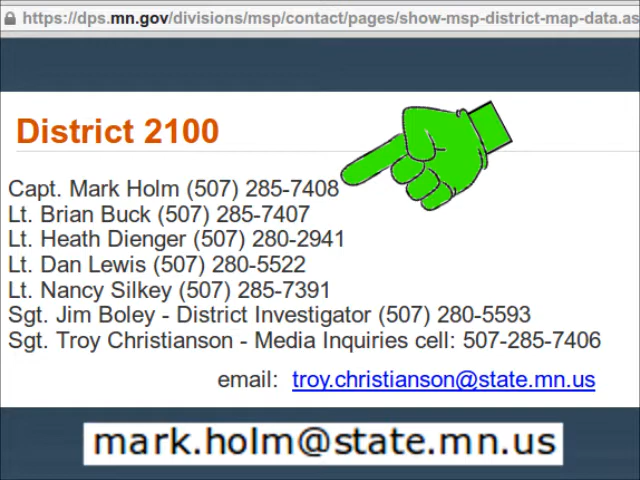 https://dps.mn.gov/divisions/msp/contact/pages/show-msp-district-map-data.as
District 2100
Capt. Mark Holm (507) 285-7408
Lt. Brian Buck (507) 285-7407
Lt. Heath Dienger (507) 280-2941
Lt. Dan Lewis (507) 280-5522
Lt. Nancy Silkey (507) 285-7391
Sgt. Jim Boley - District Investigator (507) 280-5593
Sgt. Troy Christianson - Media Inquiries cell: 507-285-7406
email: troy.christianson@state.mn.us
mark.holm@state.mn.us